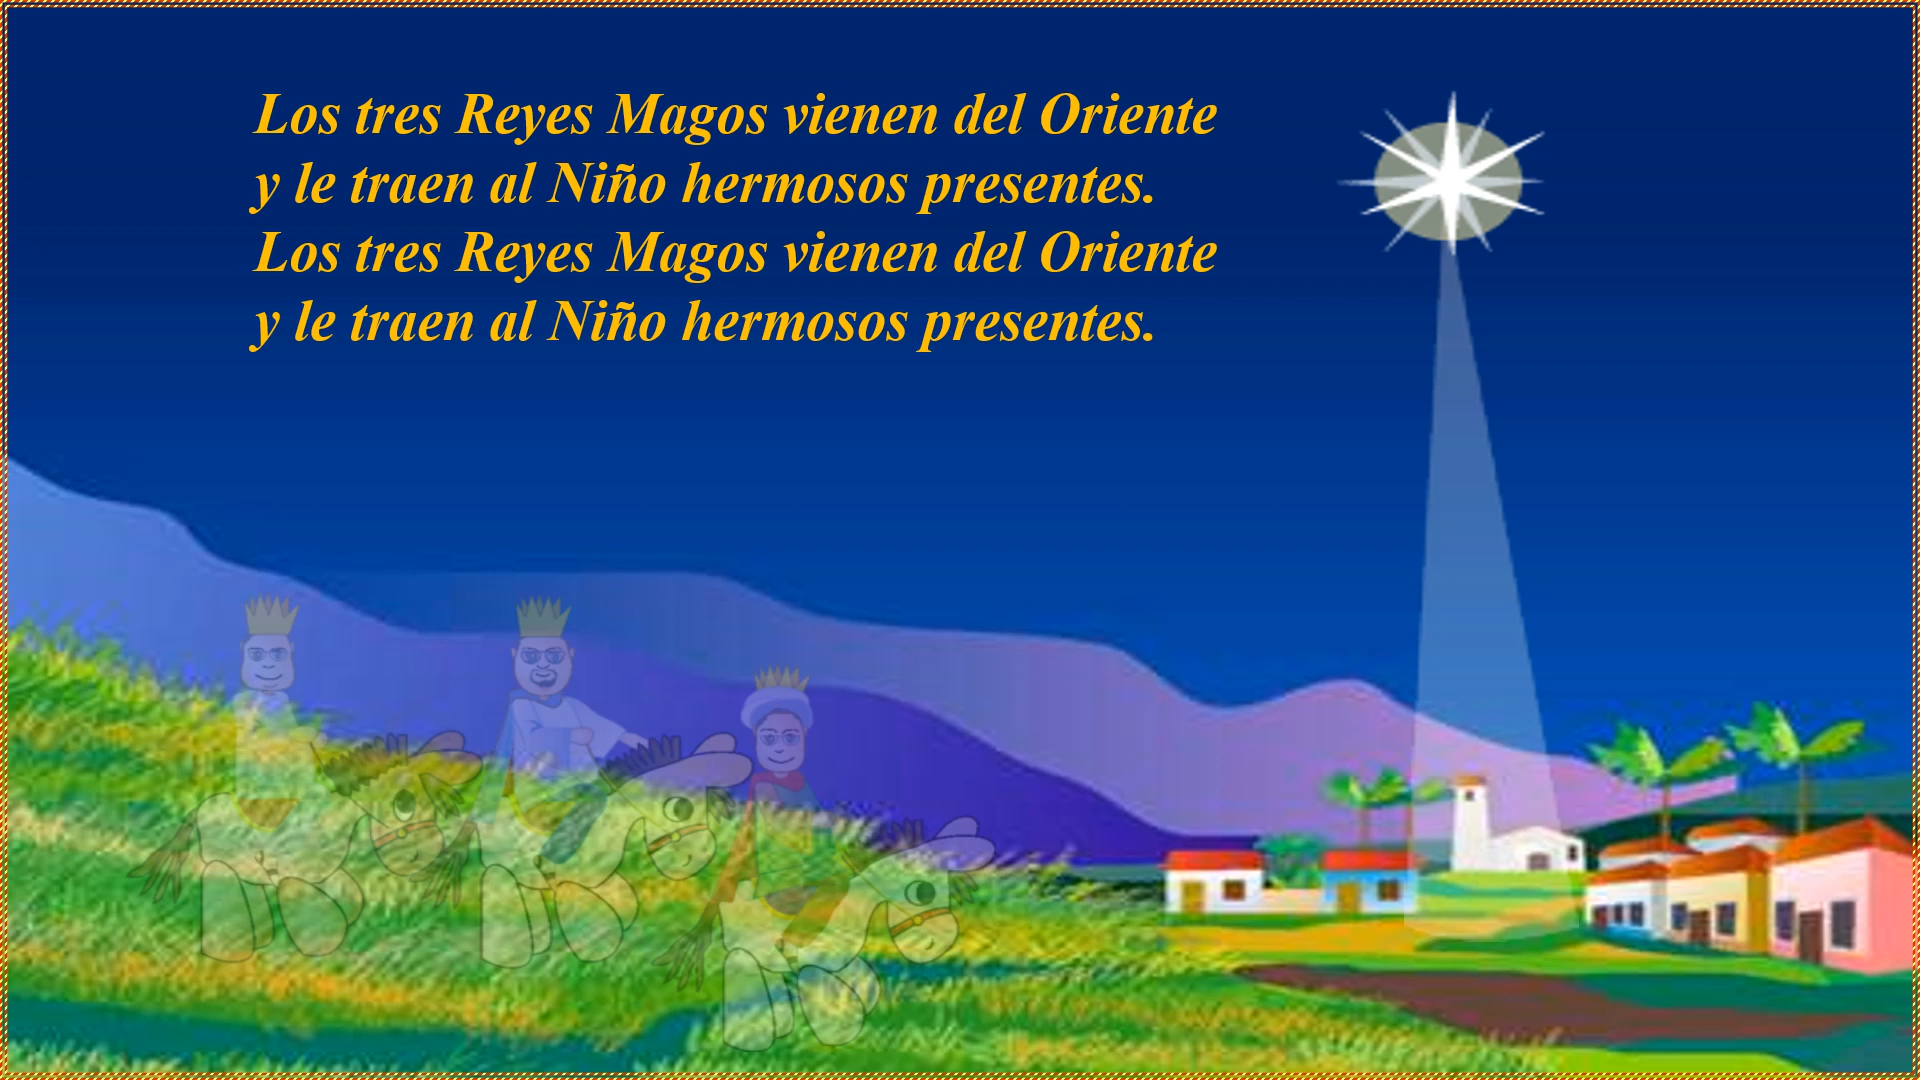 Los tres Reyes Magos vienen del Oriente
y le traen al Niño hermosos presentes.
Los tres Reyes Magos vienen del Oriente
y le traen al Niño hermosos presentes.